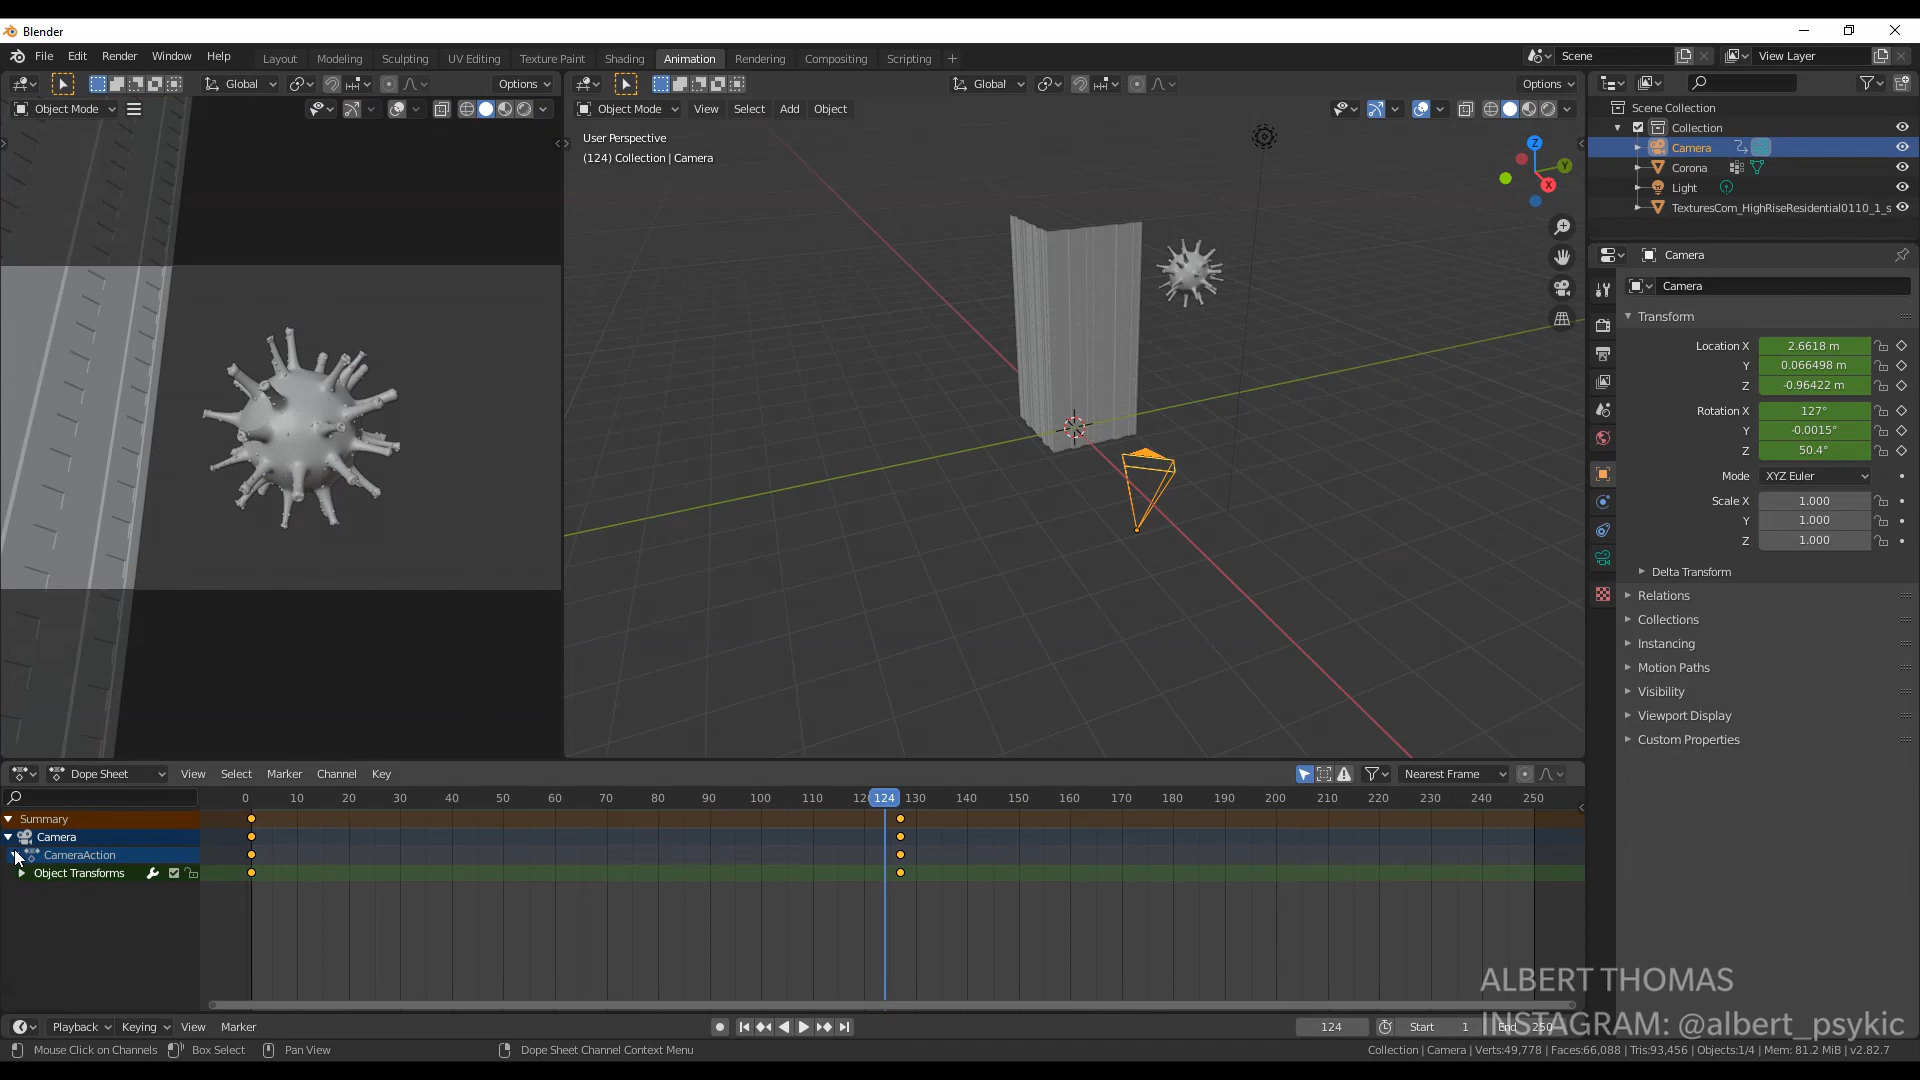 Blender
File Edit Render Window Help Layout Modeling Sculpting UV Editing Texture Paint Shading Animation Rendering Compositing Scripting + Scene View Layer
Global Options Global Options
Object Mode Object Mode View Select Add Object
User Perspective
(124) Collection | Camera
Z
Y
X
Scene Collection
Collection
Camera
Corona
Light
TexturesCom_HighRiseResidential0110_1_s
Camera
Camera
Transform
Location X 2.6618 m
Y 0.066498 m
Z -0.96422 m
Rotation X 127°
Y -0.0015°
Z 50.4°
Mode XYZ Euler
Scale X 1.000
Y 1.000
Z 1.000
Delta Transform
Relations
Collections
Instancing
Motion Paths
Visibility
Viewport Display
Custom Properties
Dope Sheet View Select Marker Channel Key Nearest Frame
0 10 20 30 40 50 60 70 80 90 100 110 12 124 130 140 150 160 170 180 190 200 210 220 230 240 250
Summary
Camera
CameraAction
Object Transforms
ALBERT THOMAS
INSTAGRAM: @albert_psykic
Playback Keying View Marker 124 Start 1 End 250
Mouse Click on Channels Box Select Pan View Dope Sheet Channel Context Menu Collection | Camera | Verts:49,778 | Faces:66,088 | Tris:93,456 | Objects:1/4 | Mem: 81.2 MiB | v2.82.7